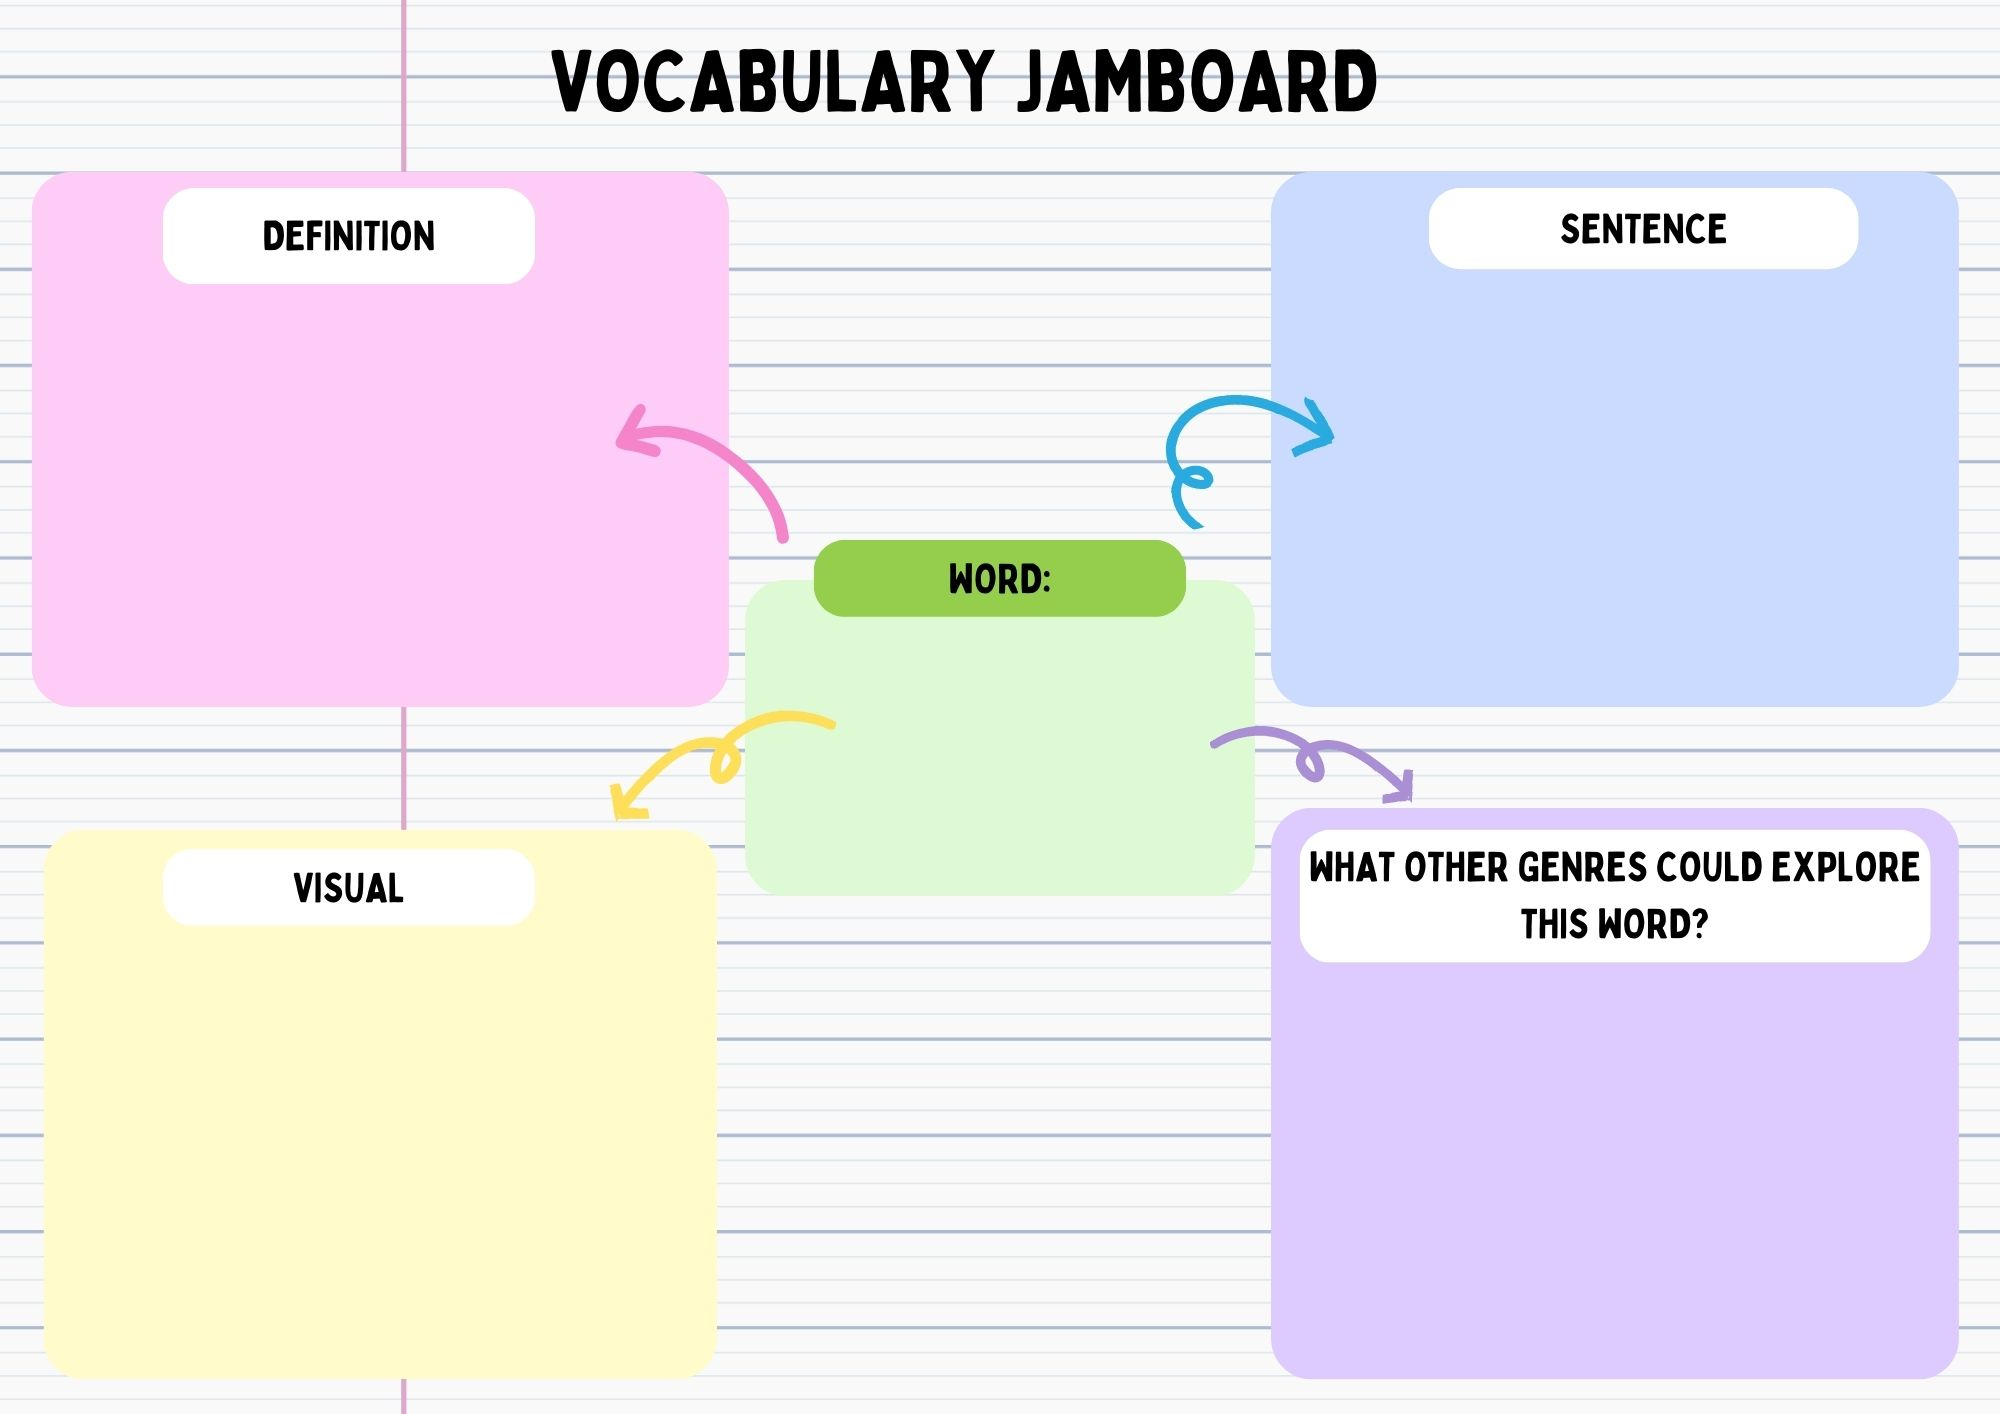 VOCABULARY JAMBOARD
DEFINITION
SENTENCE
WORD:
VISUAL
WHAT OTHER GENRES COULD EXPLORE
THIS WORD?